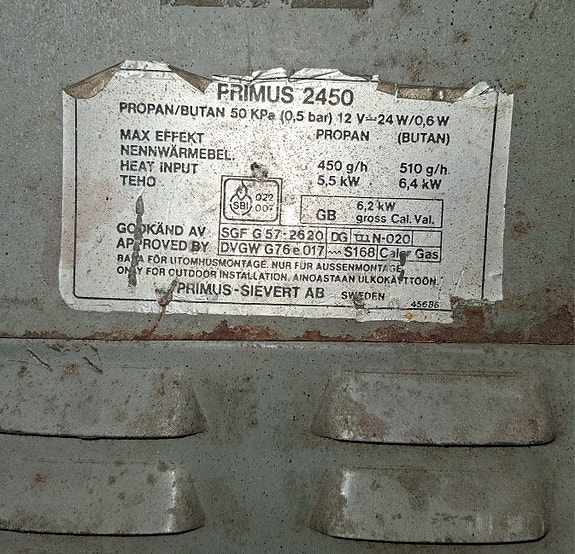 PRIMUS 2450
PROPAN/BUTAN 50 KPa (0,5 bar) 12 V⎓24 W/0,6 W
MAX EFFEKT PROPAN (BUTAN)
NENNWÄRMEBEL.
HEAT INPUT 450 g/h 510 g/h
TEHO 5,5 kW 6,4 kW
SBI 022 007
GB 6,2 kW gross Cal. Val.
GODKÄND AV SGF G 57-2620 DG N-020
APPROVED BY DVGW G76e017 S168 Calor Gas
BARA FÖR UTOMHUSMONTAGE. NUR FÜR AUSSENMONTAGE
ONLY FOR OUTDOOR INSTALLATION. AINOASTAAN ULKOKÄYTTÖÖN.
PRIMUS-SIEVERT AB SWEDEN
45686